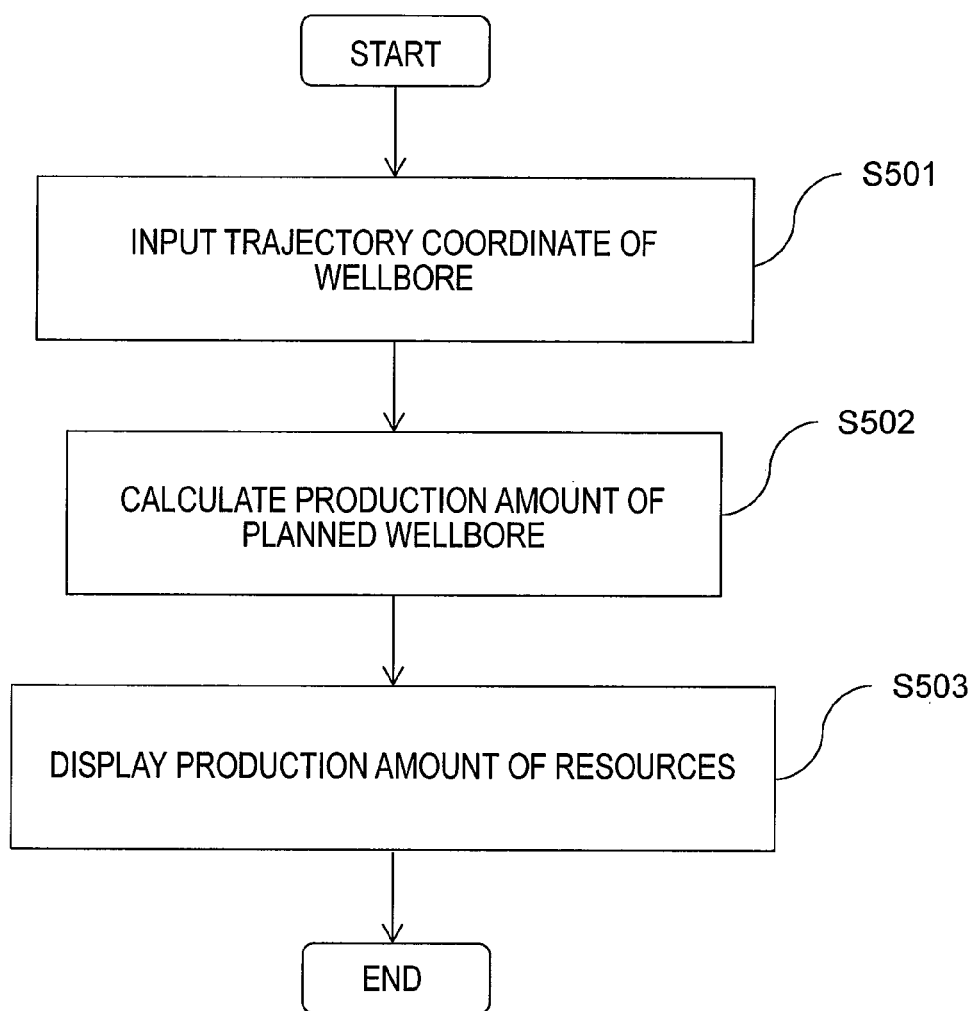 START
S501
INPUT TRAJECTORY COORDINATE OF
WELLBORE
S502
CALCULATE PRODUCTION AMOUNT OF
PLANNED WELLBORE
S503
DISPLAY PRODUCTION AMOUNT OF RESOURCES
END